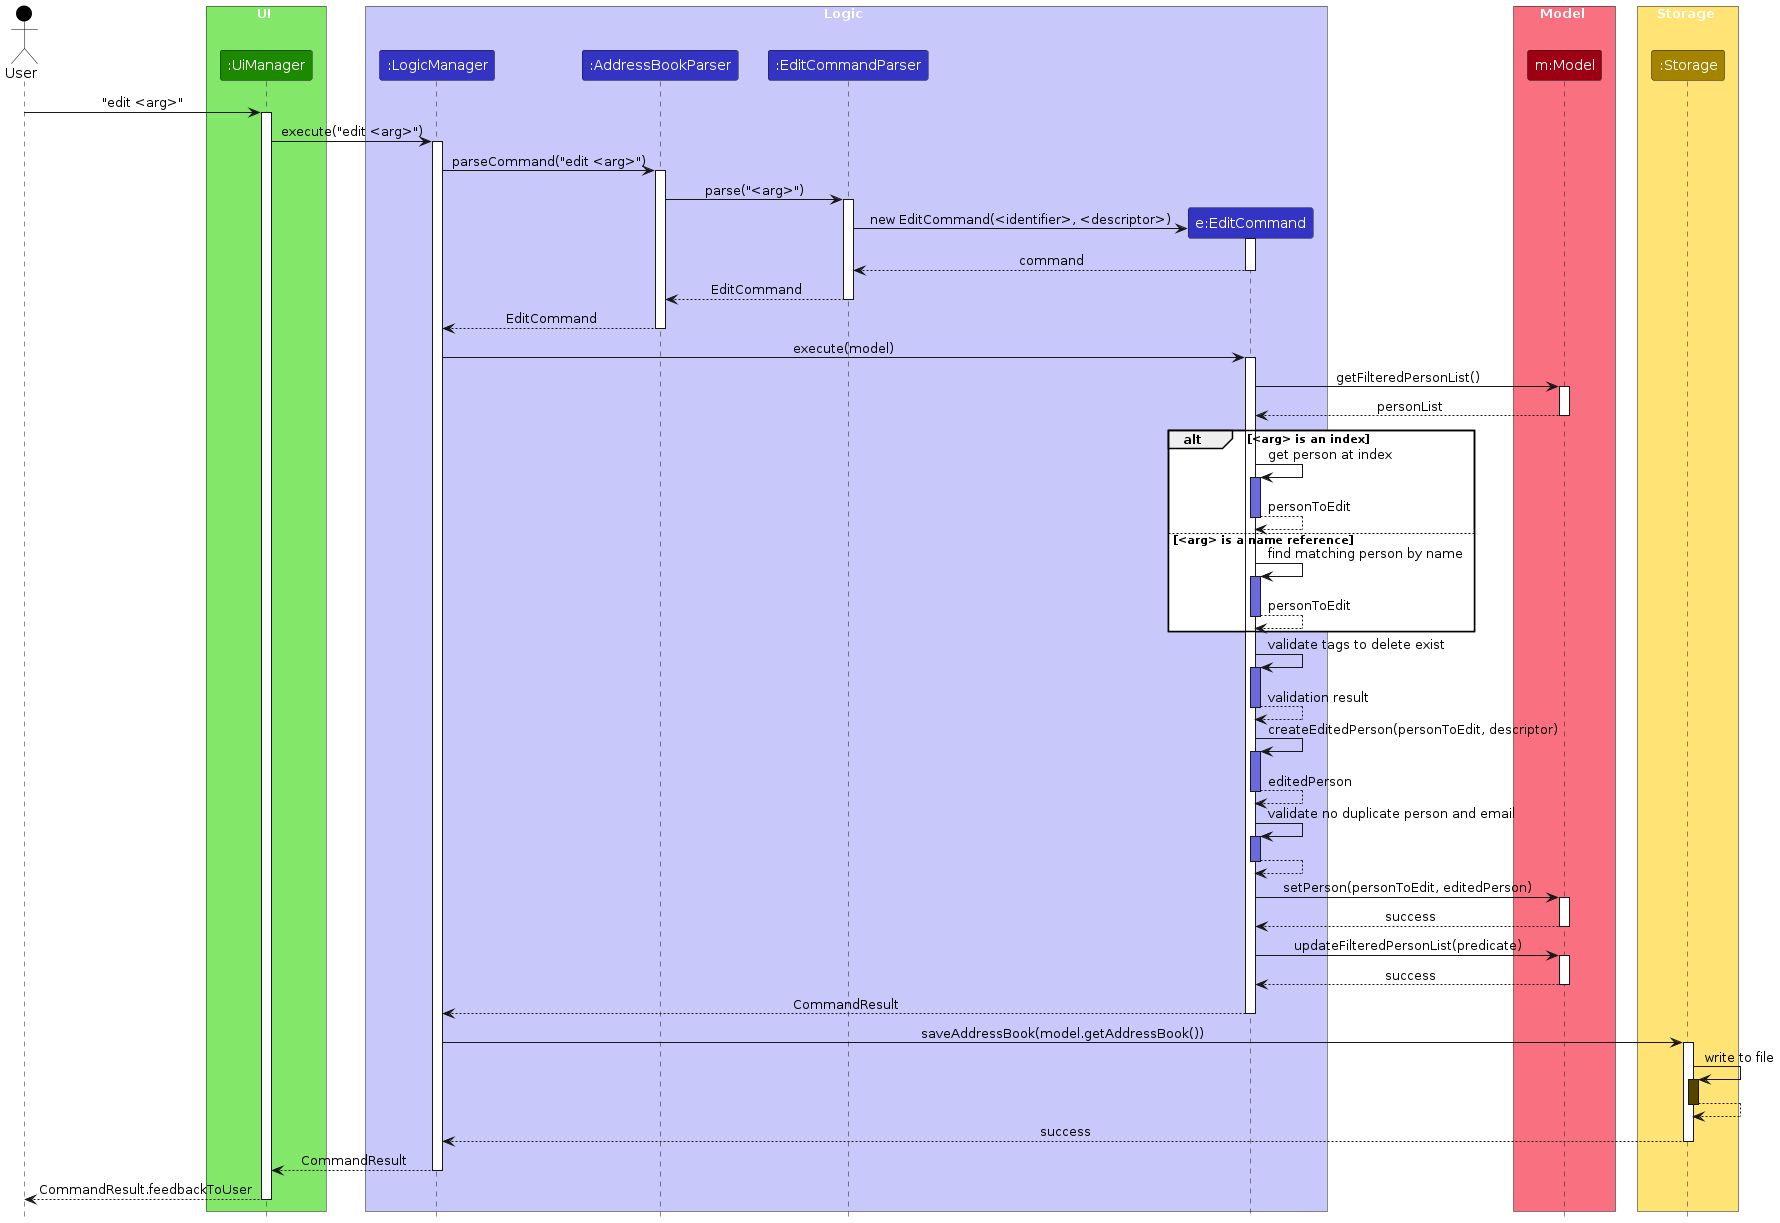 UI
Logic
Model
Storage
User
:UiManager
:LogicManager
:AddressBookParser
:EditCommandParser
m:Model
:Storage
"edit <arg>"
execute("edit <arg>")
parseCommand("edit <arg>")
parse("<arg>")
new EditCommand(<identifier>, <descriptor>)
e:EditCommand
command
EditCommand
EditCommand
execute(model)
getFilteredPersonList()
personList
alt
[<arg> is an index]
get person at index
personToEdit
[<arg> is a name reference]
find matching person by name
personToEdit
validate tags to delete exist
validation result
createEditedPerson(personToEdit, descriptor)
editedPerson
validate no duplicate person and email
setPerson(personToEdit, editedPerson)
success
updateFilteredPersonList(predicate)
success
CommandResult
saveAddressBook(model.getAddressBook())
write to file
success
CommandResult
CommandResult.feedbackToUser